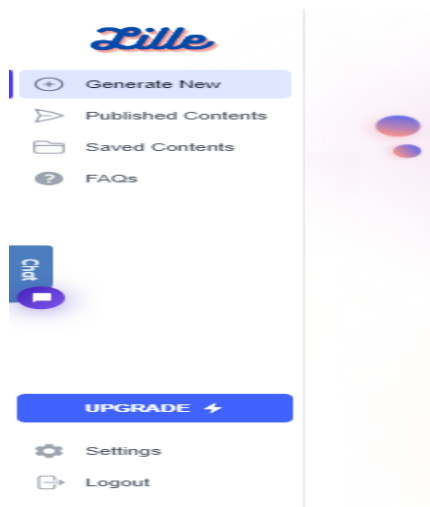 Lille
Generate New
Published Contents
Saved Contents
FAQs
Chat
UPGRADE
Settings
Logout